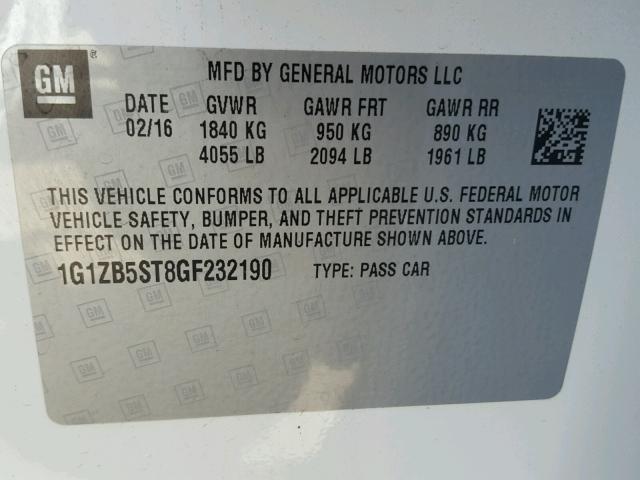 GM ®
MFD BY GENERAL MOTORS LLC
DATE GVWR GAWR FRT GAWR RR
02/16 1840 KG 950 KG 890 KG
4055 LB 2094 LB 1961 LB
THIS VEHICLE CONFORMS TO ALL APPLICABLE U.S. FEDERAL MOTOR
VEHICLE SAFETY, BUMPER, AND THEFT PREVENTION STANDARDS IN
EFFECT ON THE DATE OF MANUFACTURE SHOWN ABOVE.
1G1ZB5ST8GF232190 TYPE: PASS CAR